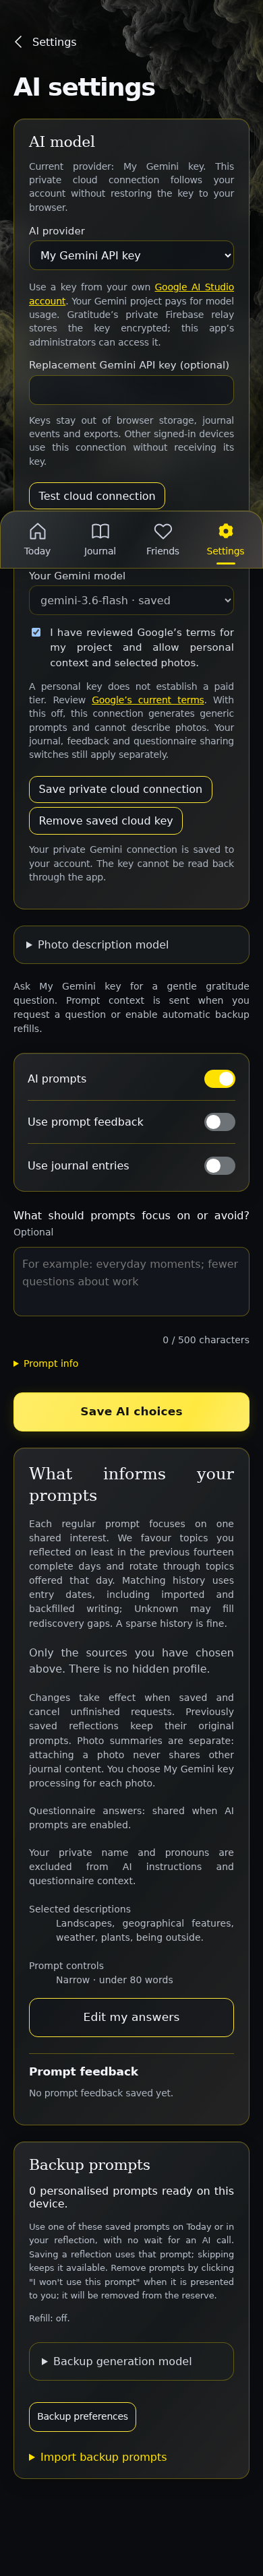 Settings
AI settings
AI model
Current provider: My Gemini key. This
private cloud connection follows your
account without restoring the key to your
browser.
AI provider
My Gemini API key
Use a key from your own Google AI Studio
account. Your Gemini project pays for model
usage. Gratitude’s private Firebase relay
stores the key encrypted; this app’s
administrators can access it.
Replacement Gemini API key (optional)
Keys stay out of browser storage, journal
events and exports. Other signed-in devices
use this connection without receiving its
key.
Test cloud connection
Today
Journal
Friends
Settings
Your Gemini model
gemini-3.6-flash · saved
I have reviewed Google’s terms for
my project and allow personal
context and selected photos.
A personal key does not establish a paid
tier. Review Google’s current terms. With
this off, this connection generates generic
prompts and cannot describe photos. Your
journal, feedback and questionnaire sharing
switches still apply separately.
Save private cloud connection
Remove saved cloud key
Your private Gemini connection is saved to
your account. The key cannot be read back
through the app.
Photo description model
Ask My Gemini key for a gentle gratitude
question. Prompt context is sent when you
request a question or enable automatic backup
refills.
AI prompts
Use prompt feedback
Use journal entries
What should prompts focus on or avoid?
Optional
For example: everyday moments; fewer
questions about work
0 / 500 characters
Prompt info
Save AI choices
What informs your
prompts
Each regular prompt focuses on one
shared interest. We favour topics you
reflected on least in the previous fourteen
complete days and rotate through topics
offered that day. Matching history uses
entry dates, including imported and
backfilled writing; Unknown may fill
rediscovery gaps. A sparse history is fine.
Only the sources you have chosen
above. There is no hidden profile.
Changes take effect when saved and
cancel unfinished requests. Previously
saved reflections keep their original
prompts. Photo summaries are separate:
attaching a photo never shares other
journal content. You choose My Gemini key
processing for each photo.
Questionnaire answers: shared when AI
prompts are enabled.
Your private name and pronouns are
excluded from AI instructions and
questionnaire context.
Selected descriptions
Landscapes, geographical features,
weather, plants, being outside.
Prompt controls
Narrow · under 80 words
Edit my answers
Prompt feedback
No prompt feedback saved yet.
Backup prompts
0 personalised prompts ready on this
device.
Use one of these saved prompts on Today or in
your reflection, with no wait for an AI call.
Saving a reflection uses that prompt; skipping
keeps it available. Remove prompts by clicking
"I won't use this prompt" when it is presented
to you; it will be removed from the reserve.
Refill: off.
Backup generation model
Backup preferences
Import backup prompts